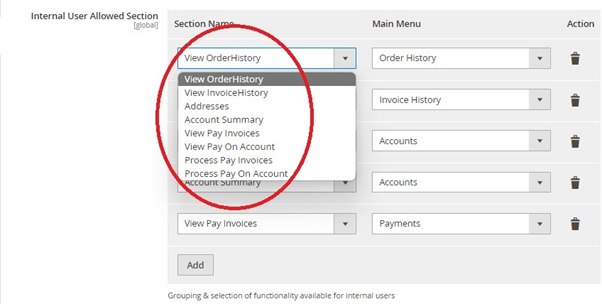 Internal User Allowed Section
[global]
Section Name
Main Menu
Action
View OrderHistory
Order History
View OrderHistory
View InvoiceHistory
Addresses
Account Summary
View Pay Invoices
View Pay On Account
Process Pay Invoices
Process Pay On Account
Invoice History
Accounts
Account Summary
Accounts
View Pay Invoices
Payments
Add
Grouping & selection of functionality available for internal users